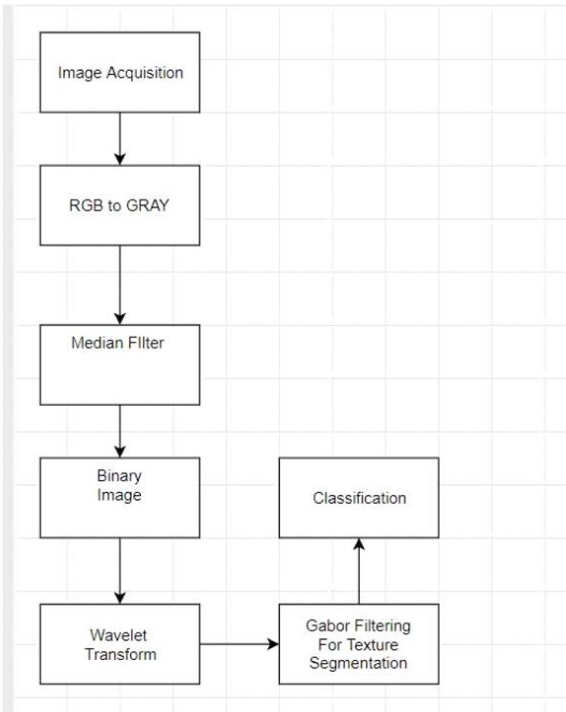 Image Acquisition
RGB to GRAY
Median FIlter
Binary
Image
Wavelet
Transform
Gabor Filtering
For Texture
Segmentation
Classification